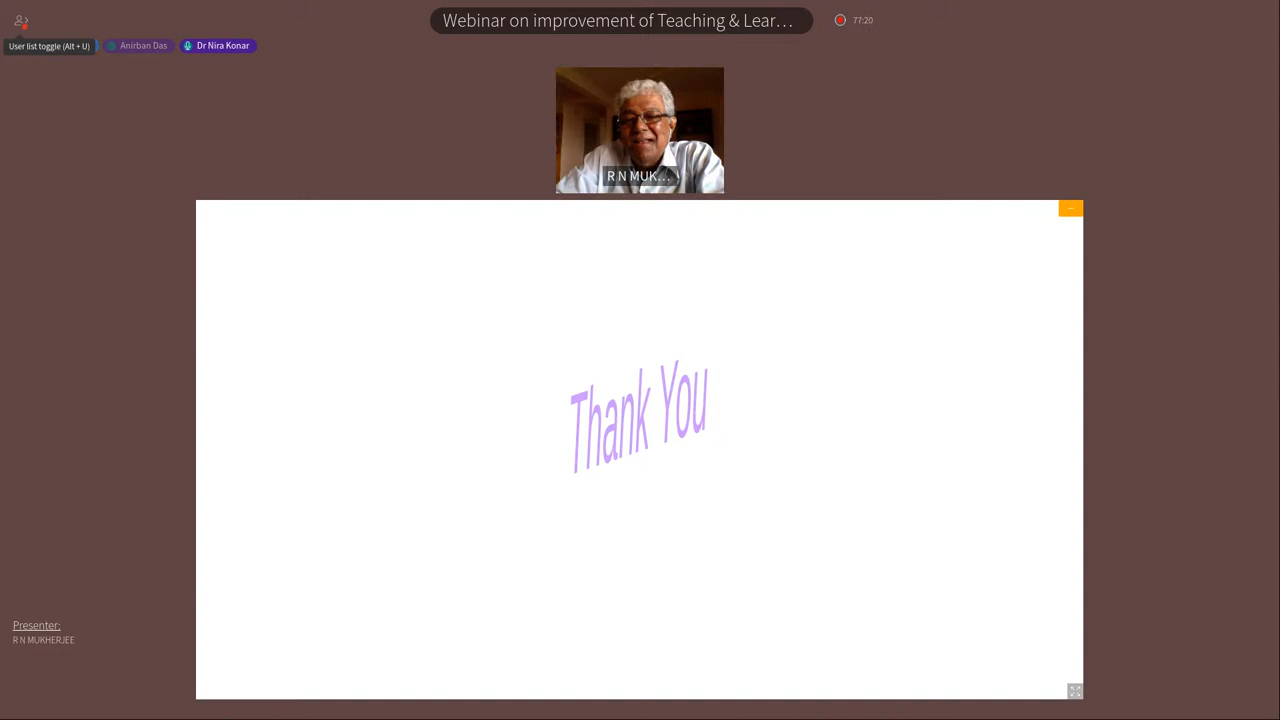 Webinar on improvement of Teaching & Lear...
77:20
User list toggle (Alt + U)
Anirban Das
Dr Nira Konar
R N MUK...
Thank You
Presenter:
R N MUKHERJEE